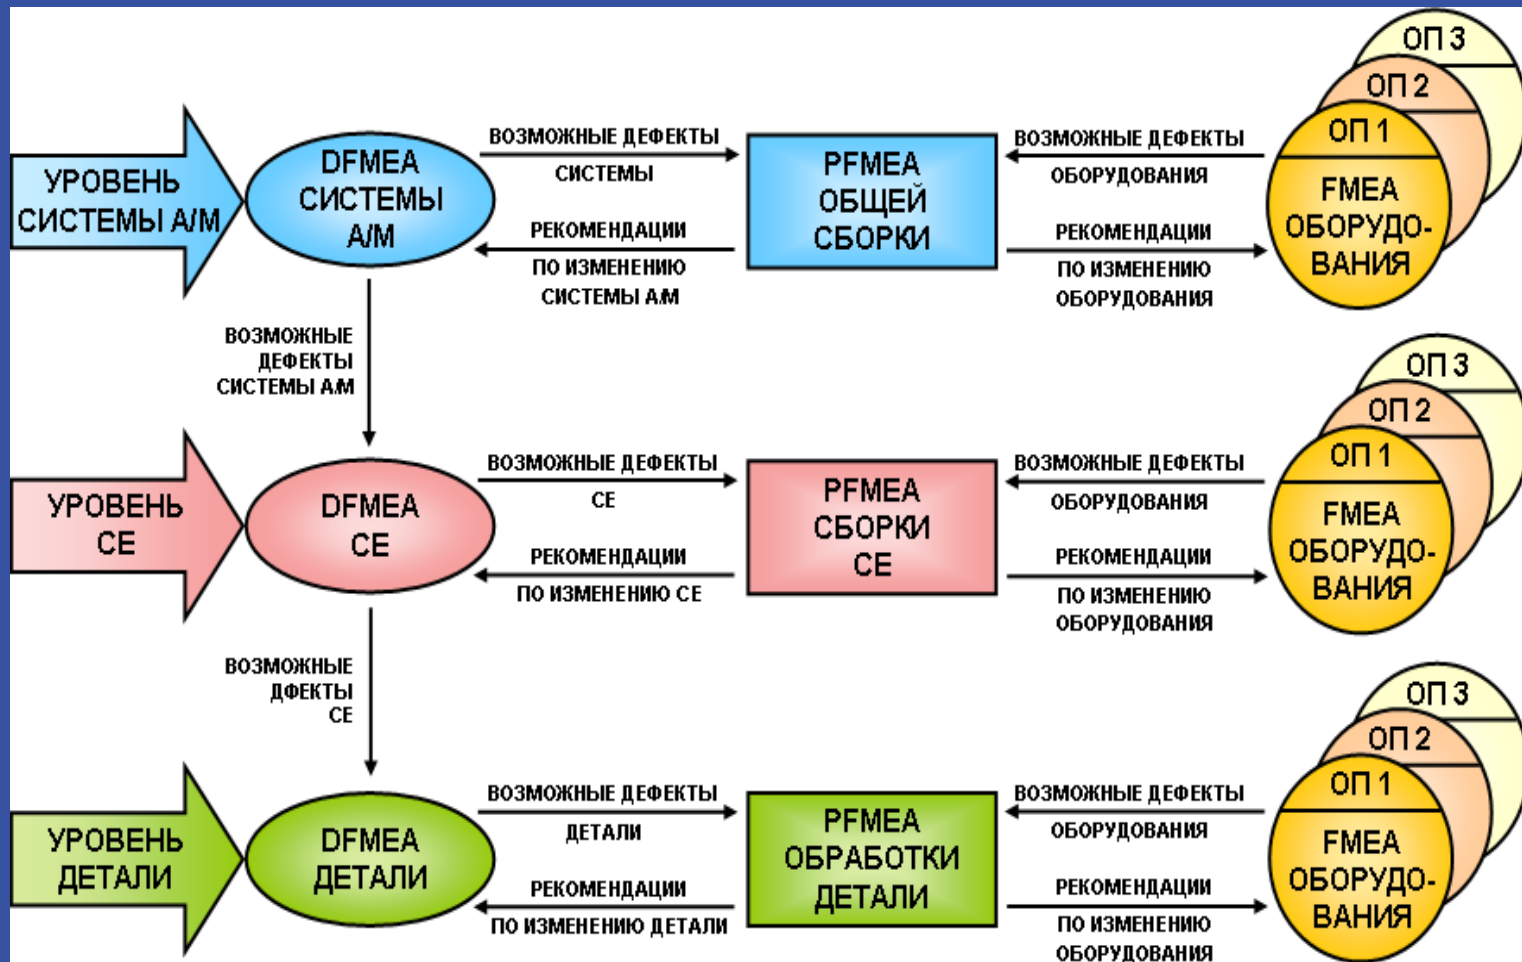 УРОВЕНЬ
СИСТЕМЫ А/М
DFMEA
СИСТЕМЫ
А/М
ВОЗМОЖНЫЕ ДЕФЕКТЫ
СИСТЕМЫ
РЕКОМЕНДАЦИИ
ПО ИЗМЕНЕНИЮ
СИСТЕМЫ А/М
PFMEA
ОБЩЕЙ
СБОРКИ
ВОЗМОЖНЫЕ ДЕФЕКТЫ
ОБОРУДОВАНИЯ
РЕКОМЕНДАЦИИ
ПО ИЗМЕНЕНИЮ
ОБОРУДОВАНИЯ
ОП 3
ОП 2
ОП 1
FMEA
ОБОРУДО-
ВАНИЯ
ВОЗМОЖНЫЕ
ДЕФЕКТЫ
СИСТЕМЫ А/М
УРОВЕНЬ
СЕ
DFMEA
СЕ
ВОЗМОЖНЫЕ ДЕФЕКТЫ
СЕ
РЕКОМЕНДАЦИИ
ПО ИЗМЕНЕНИЮ СЕ
PFMEA
СБОРКИ
СЕ
ВОЗМОЖНЫЕ ДЕФЕКТЫ
ОБОРУДОВАНИЯ
РЕКОМЕНДАЦИИ
ПО ИЗМЕНЕНИЮ
ОБОРУДОВАНИЯ
ОП 3
ОП 2
ОП 1
FMEA
ОБОРУДО-
ВАНИЯ
ВОЗМОЖНЫЕ
ДФЕКТЫ
СЕ
УРОВЕНЬ
ДЕТАЛИ
DFMEA
ДЕТАЛИ
ВОЗМОЖНЫЕ ДЕФЕКТЫ
ДЕТАЛИ
РЕКОМЕНДАЦИИ
ПО ИЗМЕНЕНИЮ ДЕТАЛИ
PFMEA
ОБРАБОТКИ
ДЕТАЛИ
ВОЗМОЖНЫЕ ДЕФЕКТЫ
ОБОРУДОВАНИЯ
РЕКОМЕНДАЦИИ
ПО ИЗМЕНЕНИЮ
ОБОРУДОВАНИЯ
ОП 3
ОП 2
ОП 1
FMEA
ОБОРУДО-
ВАНИЯ